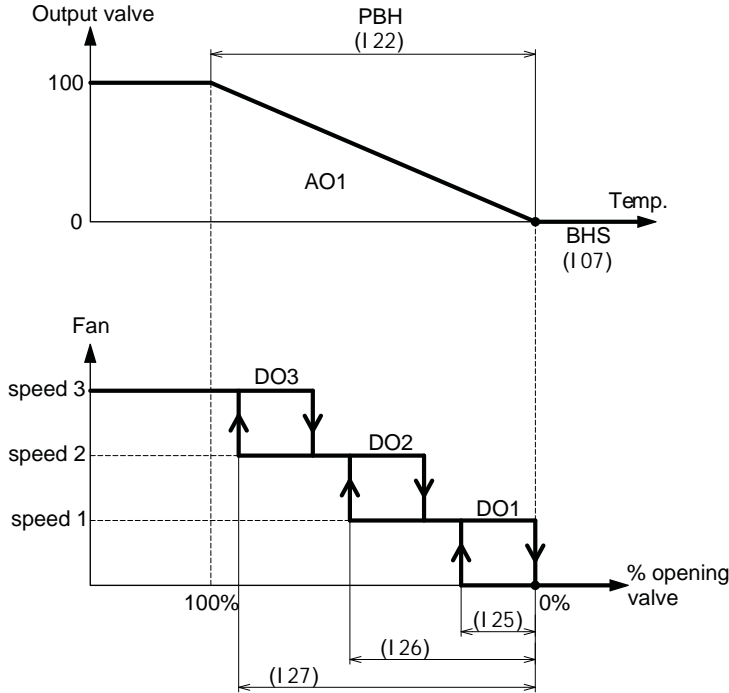 Output valve
PBH
(I 22)
100
AO1
Temp.
0
BHS
(I 07)
Fan
speed 3
DO3
speed 2
DO2
speed 1
DO1
% opening
valve
100%
0%
(I 25)
(I 26)
(I 27)